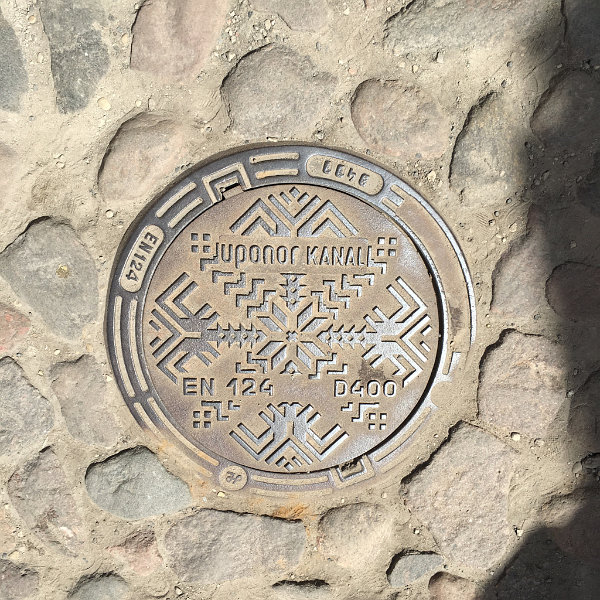 uponor KANALI
EN 124 D400
EN124